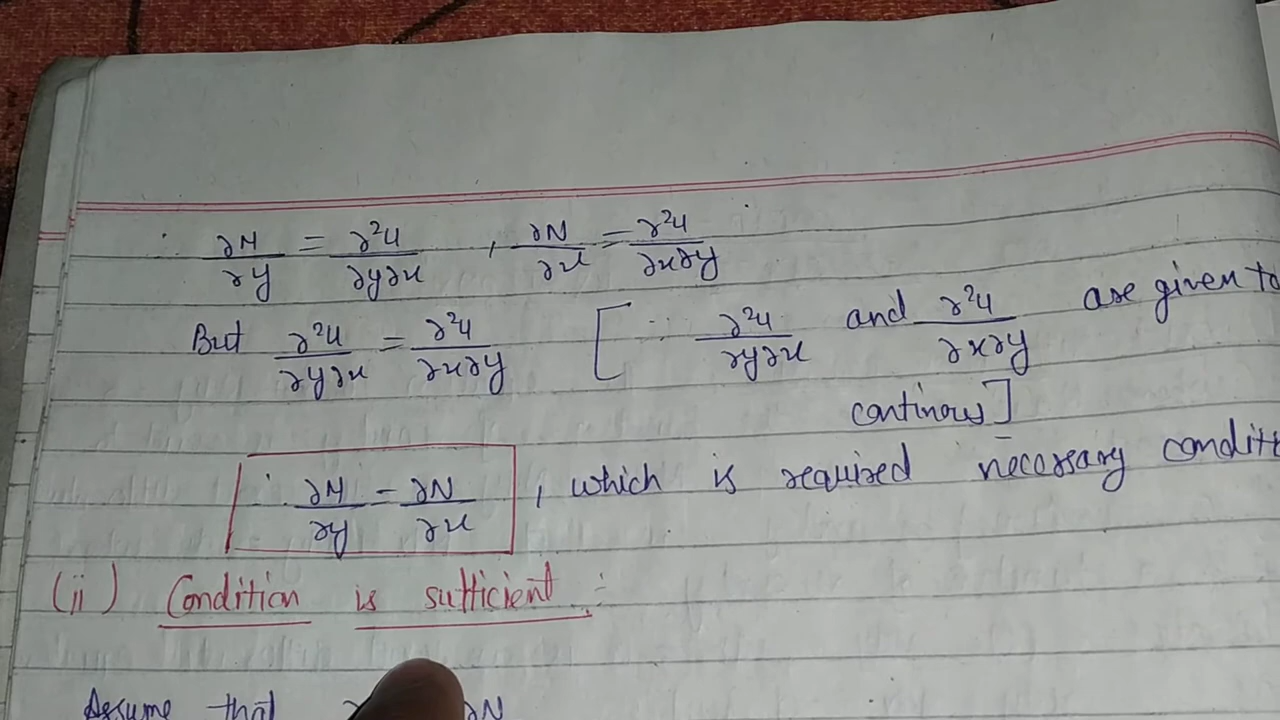 ∴ ∂M/∂y = ∂²u/∂y∂x , ∂N/∂x = ∂²u/∂x∂y
But ∂²u/∂y∂x = ∂²u/∂x∂y [∵ ∂²u/∂y∂x and ∂²u/∂x∂y are given to
continous]
∴ ∂M/∂y = ∂N/∂x , which is required necessary condit
(ii) Condition is sufficient :-
Assume that ∂N